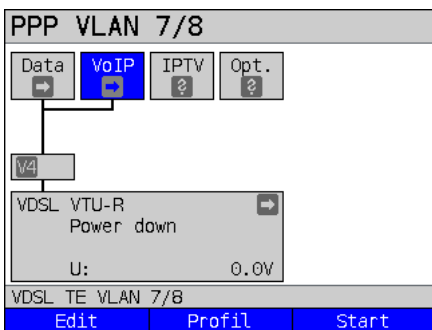 PPP VLAN 7/8
Data VoIP IPTV Opt.
V4
VDSL VTU-R
Power down
U: 0.0V
VDSL TE VLAN 7/8
Edit Profil Start